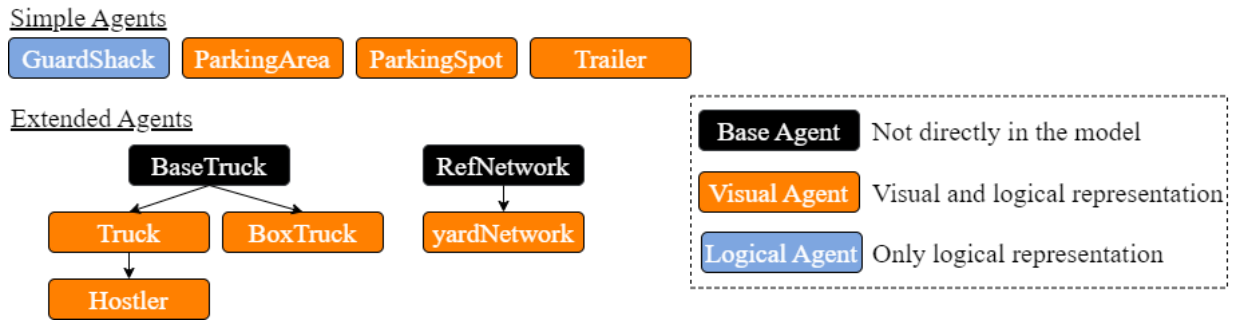 Simple Agents
GuardShack ParkingArea ParkingSpot Trailer
Extended Agents
BaseTruck RefNetwork
Truck BoxTruck yardNetwork
Hostler
Base Agent Not directly in the model
Visual Agent Visual and logical representation
Logical Agent Only logical representation